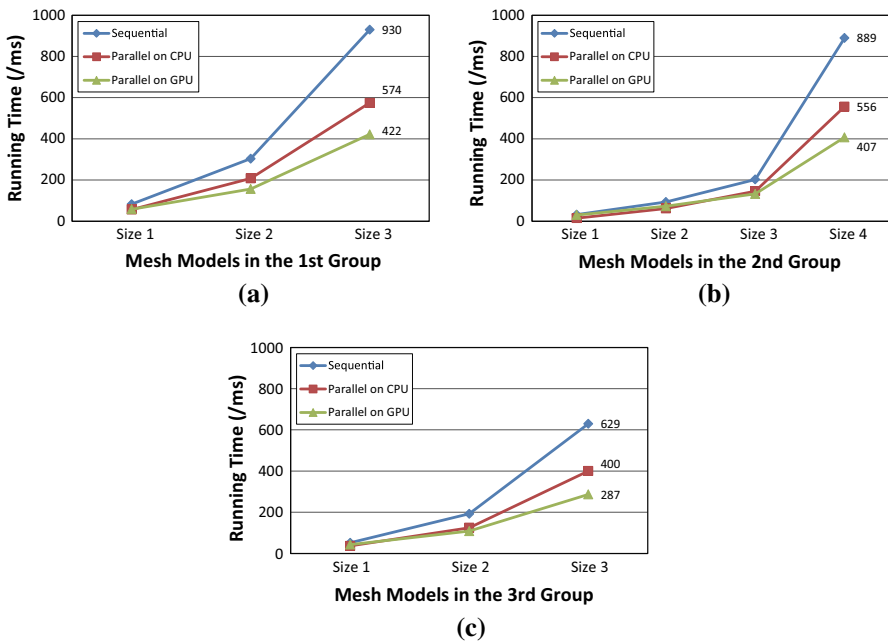 1000
800
600
400
200
0
Running Time (/ms)
Sequential
Parallel on CPU
Parallel on GPU
930
574
422
Size 1 Size 2 Size 3
Mesh Models in the 1st Group
(a)
1000
800
600
400
200
0
Running Time (/ms)
Sequential
Parallel on CPU
Parallel on GPU
889
556
407
Size 1 Size 2 Size 3 Size 4
Mesh Models in the 2nd Group
(b)
1000
800
600
400
200
0
Running Time (/ms)
Sequential
Parallel on CPU
Parallel on GPU
629
400
287
Size 1 Size 2 Size 3
Mesh Models in the 3rd Group
(c)